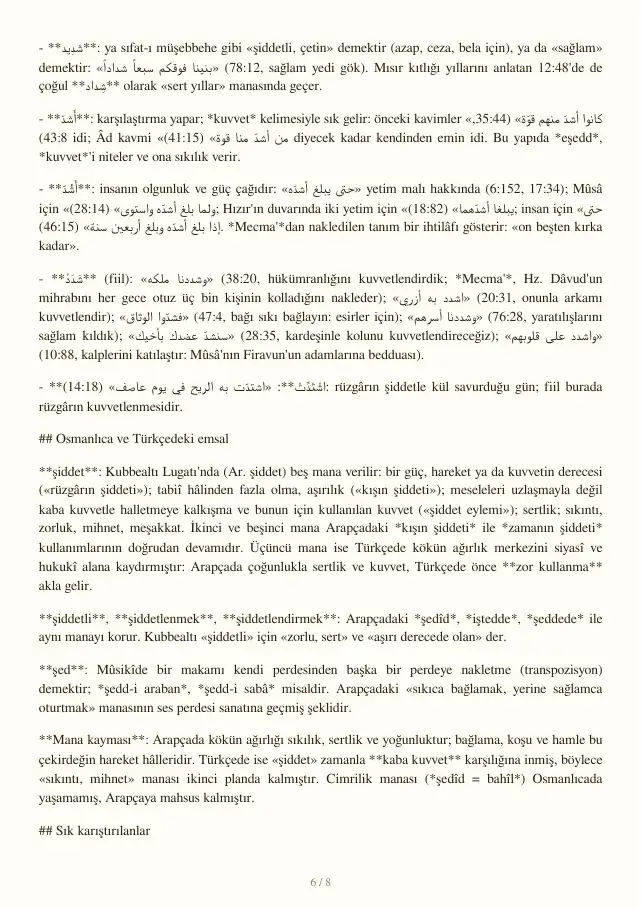 - **شَدِيد**: ya sıfat-ı müşebbehe gibi «şiddetli, çetin» demektir (azap, ceza, bela için), ya da «sağlam»
demektir: «بنينا فوقكم سبعاً شداداً» (78:12, sağlam yedi gök). Mısır kıtlığı yıllarını anlatan 12:48'de de
çoğul **شِداد** olarak «sert yıllar» manasında geçer.
- **أَشَدّ**: karşılaştırma yapar; *kuvvet* kelimesiyle sık gelir: önceki kavimler «كانوا أشدّ منهم قوّة» (35:44,
43:8 idi; Âd kavmi «من أشدّ منا قوة» (41:15) diyecek kadar kendinden emin idi. Bu yapıda *eşedd*,
*kuvvet*'i niteler ve ona sıkılık verir.
- **أَشُدّ**: insanın olgunluk ve güç çağıdır: «حتى يبلغ أشدّه» yetim malı hakkında (6:152, 17:34); Mûsâ
için «ولما بلغ أشدّه واستوى» (28:14); Hızır'ın duvarında iki yetim için «يبلغا أشدّهما» (18:82); insan için «حتى
إذا بلغ أشدّه وبلغ أربعين سنة» (46:15). *Mecma'*dan nakledilen tanım bir ihtilâfı gösterir: «on beşten kırka
kadar».
- **شَدَدَ** (fiil): «وشددنا ملكه» (38:20, hükümranlığını kuvvetlendirdik; *Mecma'*, Hz. Dâvud'un
mihrabını her gece otuz üç bin kişinin kolladığını nakleder); «اشدد به أزري» (20:31, onunla arkamı
kuvvetlendir); «فشدّوا الوثاق» (47:4, bağı sıkı bağlayın: esirler için); «وشددنا أسرهم» (76:28, yaratılışlarını
sağlam kıldık); «سنشدّ عضدك بأخيك» (28:35, kardeşinle kolunu kuvvetlendireceğiz); «واشدد على قلوبهم»
(10:88, kalplerini katılaştır: Mûsâ'nın Firavun'un adamlarına bedduası).
- **اشْتَدَّتْ**: «اشتدّت به الريح في يوم عاصف» (14:18): rüzgârın şiddetle kül savurduğu gün; fiil burada
rüzgârın kuvvetlenmesidir.
## Osmanlıca ve Türkçedeki emsal
**şiddet**: Kubbealtı Lugatı'nda (Ar. şiddet) beş mana verilir: bir güç, hareket ya da kuvvetin derecesi
(«rüzgârın şiddeti»); tabiî hâlinden fazla olma, aşırılık («kışın şiddeti»); meseleleri uzlaşmayla değil
kaba kuvvetle halletmeye kalkışma ve bunun için kullanılan kuvvet («şiddet eylemi»); sertlik; sıkıntı,
zorluk, mihnet, meşakkat. İkinci ve beşinci mana Arapçadaki *kışın şiddeti* ile *zamanın şiddeti*
kullanımlarının doğrudan devamıdır. Üçüncü mana ise Türkçede kökün ağırlık merkezini siyasî ve
hukukî alana kaydırmıştır: Arapçada çoğunlukla sertlik ve kuvvet, Türkçede önce **zor kullanma**
akla gelir.
**şiddetli**, **şiddetlenmek**, **şiddetlendirmek**: Arapçadaki *şedîd*, *iştedde*, *şeddede* ile
aynı manayı korur. Kubbealtı «şiddetli» için «zorlu, sert» ve «aşırı derecede olan» der.
**şed**: Mûsikîde bir makamı kendi perdesinden başka bir perdeye nakletme (transpozisyon)
demektir; *şedd-i araban*, *şedd-i sabâ* misaldir. Arapçadaki «sıkıca bağlamak, yerine sağlamca
oturtmak» manasının ses perdesi sanatına geçmiş şeklidir.
**Mana kayması**: Arapçada kökün ağırlığı sıkılık, sertlik ve yoğunluktur; bağlama, koşu ve hamle bu
çekirdeğin hareket hâlleridir. Türkçede ise «şiddet» zamanla **kaba kuvvet** karşılığına inmiş, böylece
«sıkıntı, mihnet» manası ikinci planda kalmıştır. Cimrilik manası (*şedîd = bahîl*) Osmanlıcada
yaşamamış, Arapçaya mahsus kalmıştır.
## Sık karıştırılanlar
6 / 8